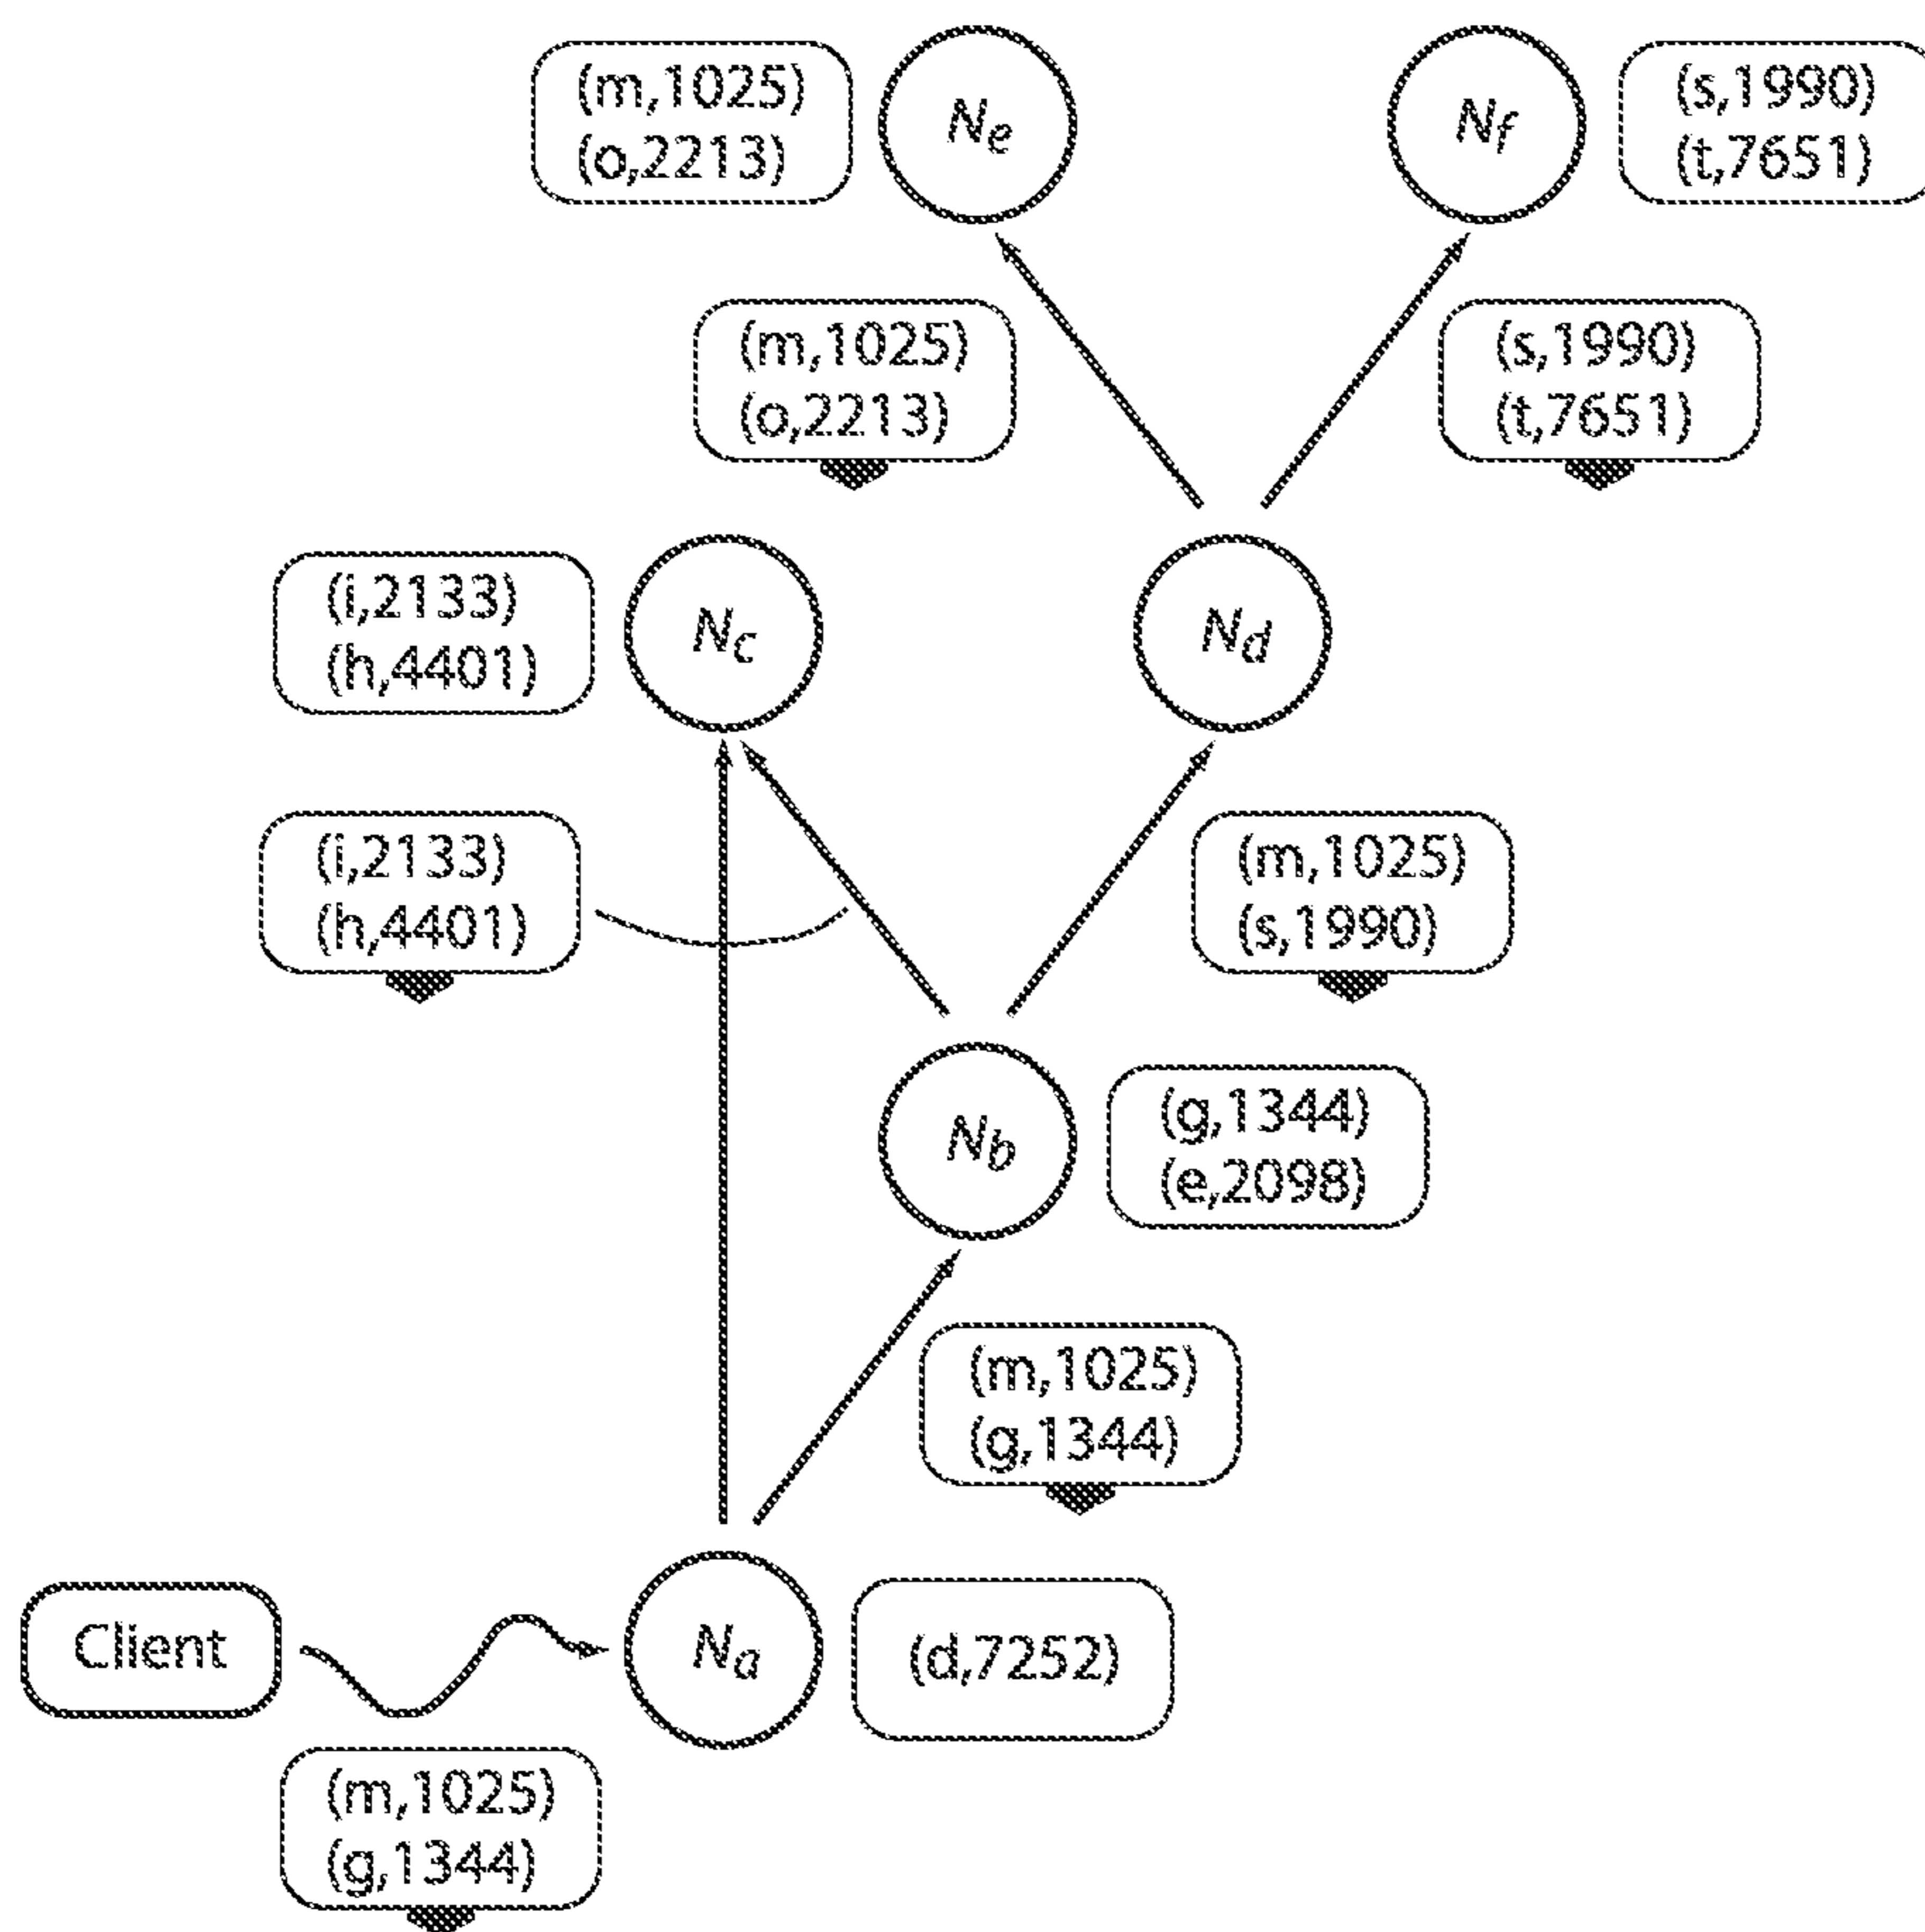 (m,1025)
(o,2213)
Ne
Nf
(s,1990)
(t,7651)
(m,1025)
(o,2213)
(s,1990)
(t,7651)
(i,2133)
(h,4401)
Nc
Nd
(i,2133)
(h,4401)
(m,1025)
(s,1990)
Nb
(g,1344)
(e,2098)
(m,1025)
(g,1344)
Client
Na
(d,7252)
(m,1025)
(g,1344)